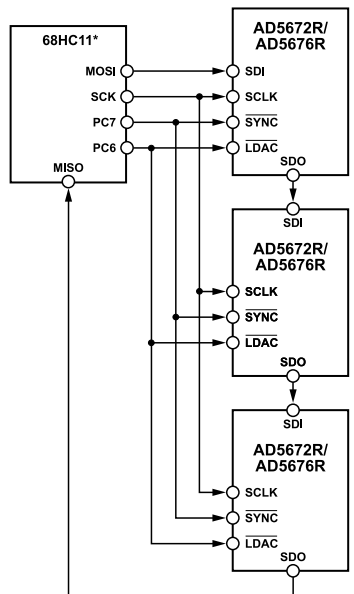 68HC11*
MOSI
SCK
PC7
PC6
MISO
AD5672R/
AD5676R
SDI
SCLK
SYNC
LDAC
SDO
SDI
AD5672R/
AD5676R
SCLK
SYNC
LDAC
SDO
SDI
AD5672R/
AD5676R
SCLK
SYNC
LDAC
SDO